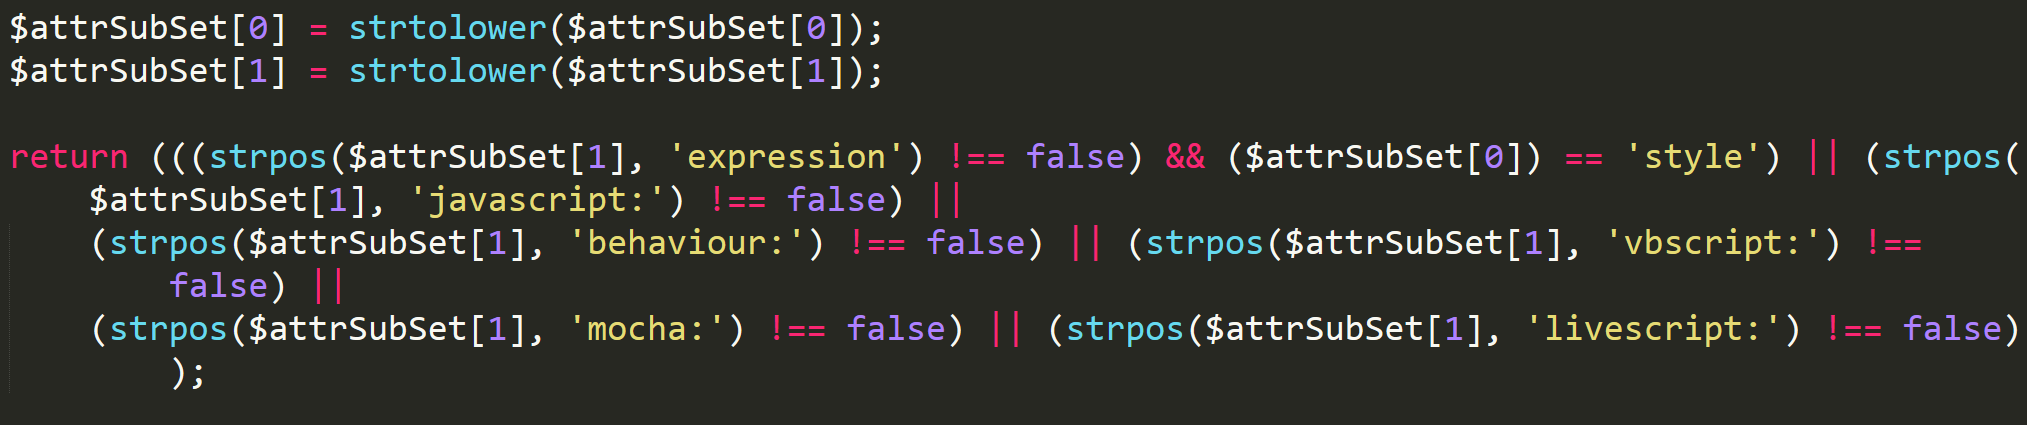 $attrSubSet[0] = strtolower($attrSubSet[0]);
$attrSubSet[1] = strtolower($attrSubSet[1]);
return (((strpos($attrSubSet[1], 'expression') !== false) && ($attrSubSet[0]) == 'style') || (strpos(
$attrSubSet[1], 'javascript:') !== false) ||
(strpos($attrSubSet[1], 'behaviour:') !== false) || (strpos($attrSubSet[1], 'vbscript:') !==
false) ||
(strpos($attrSubSet[1], 'mocha:') !== false) || (strpos($attrSubSet[1], 'livescript:') !== false)
);